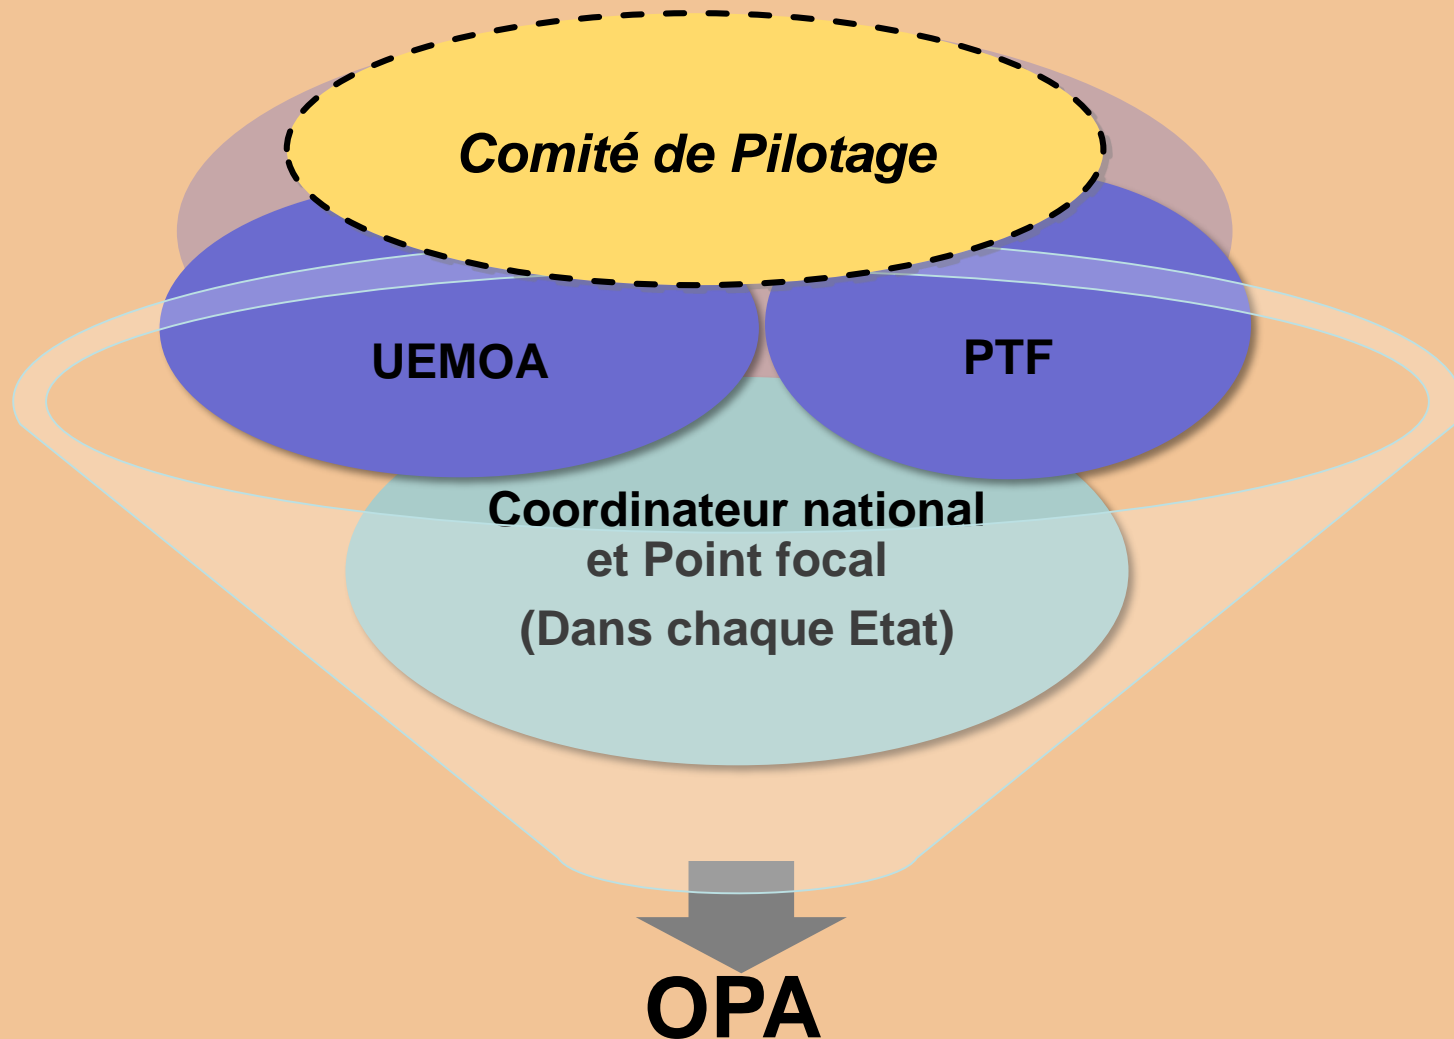 Comité de Pilotage
UEMOA
PTF
Coordinateur national
et Point focal
(Dans chaque Etat)
OPA